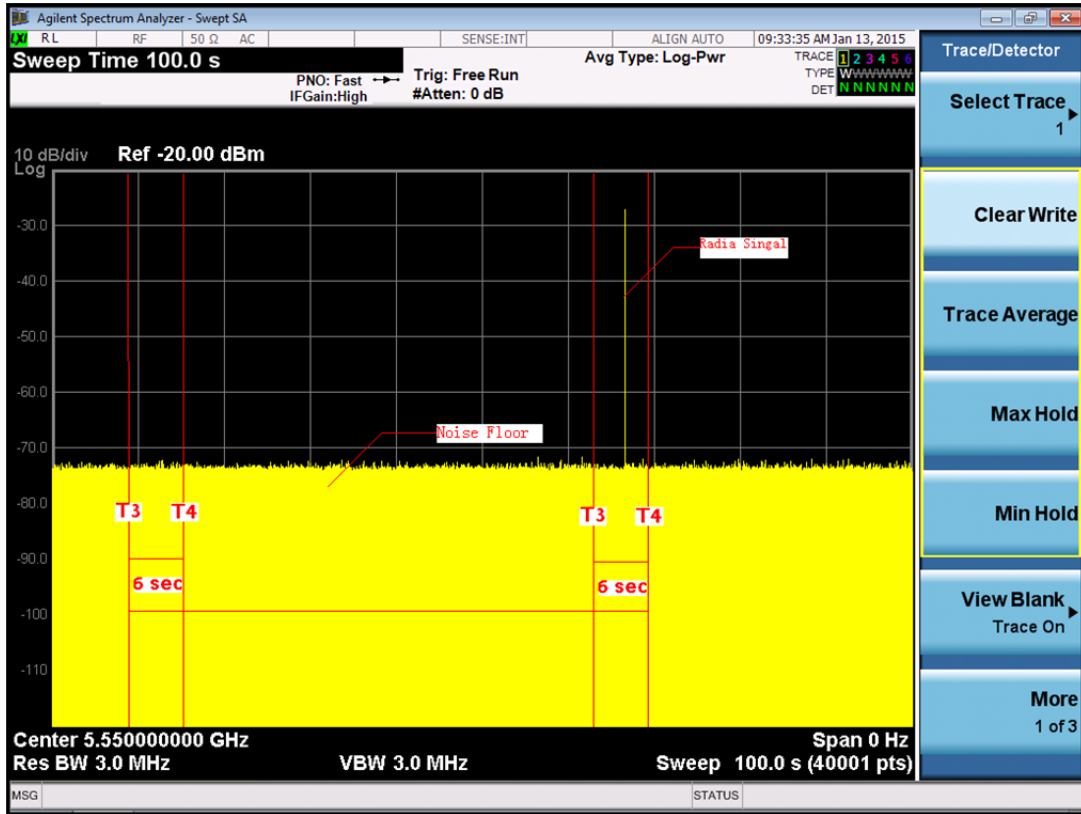 Agilent Spectrum Analyzer - Swept SA
LXI RL RF 50 Ω AC SENSE:INT ALIGN AUTO 09:33:35 AM Jan 13, 2015
Sweep Time 100.0 s
PNO: Fast
IFGain:High
Trig: Free Run
#Atten: 0 dB
Avg Type: Log-Pwr
TRACE 1 2 3 4 5 6
TYPE WWWWWW
DET N N N N N N
10 dB/div Ref -20.00 dBm
Log
-30.0
-40.0
-50.0
-60.0
-70.0
-80.0
-90.0
-100
-110
Radia Singal
Noise Floor
T3 T4 T3 T4
6 sec 6 sec
Center 5.550000000 GHz Span 0 Hz
Res BW 3.0 MHz VBW 3.0 MHz Sweep 100.0 s (40001 pts)
MSG STATUS
Trace/Detector
Select Trace
1
Clear Write
Trace Average
Max Hold
Min Hold
View Blank
Trace On
More
1 of 3